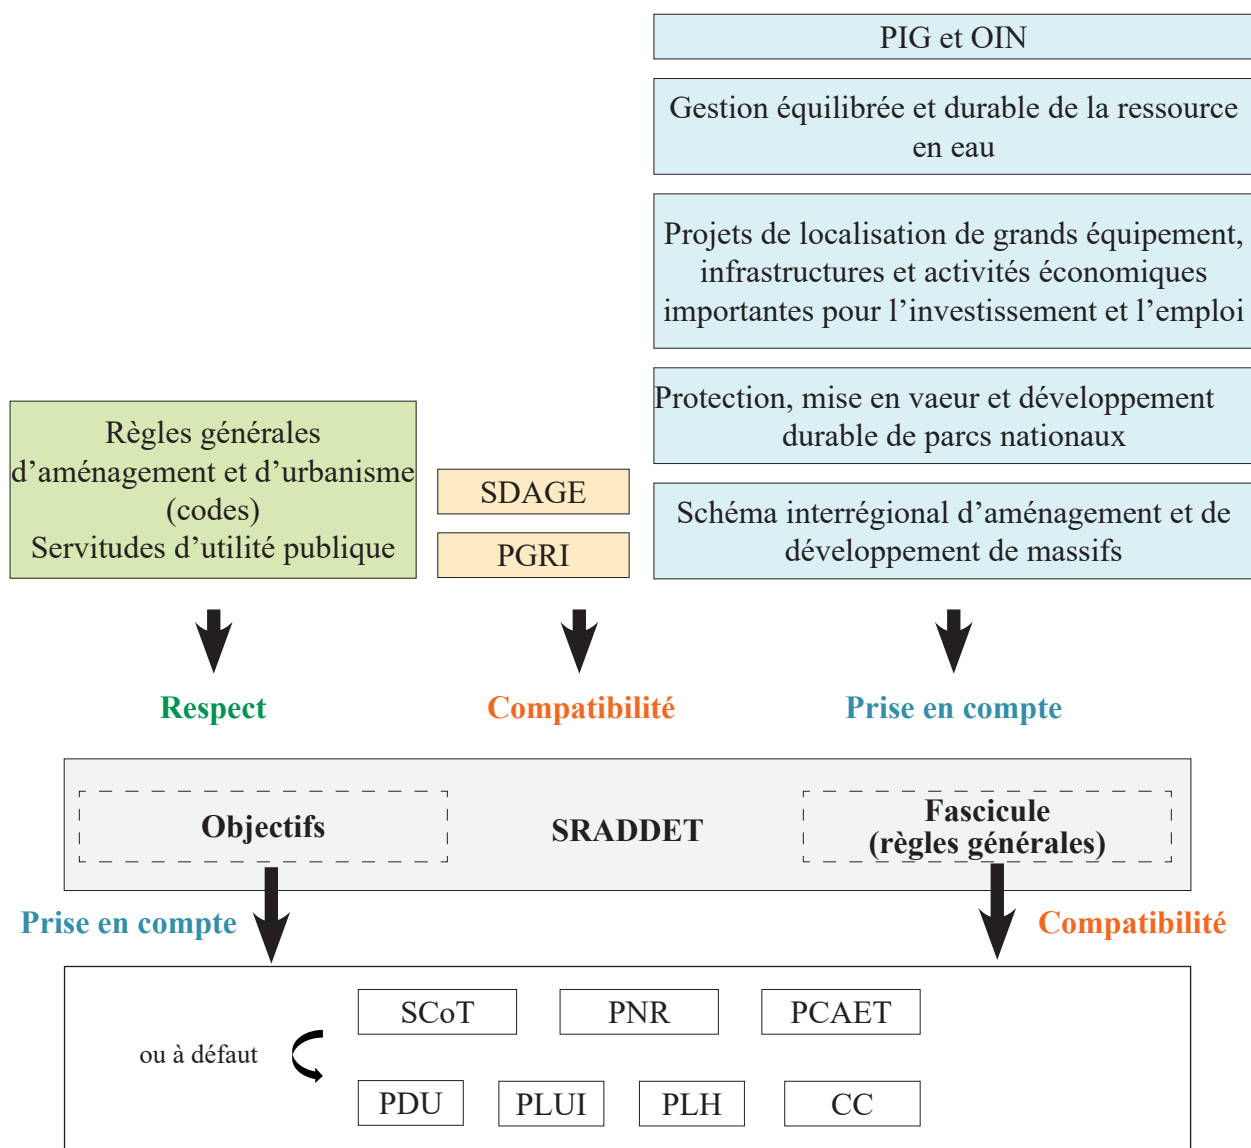 PIG et OIN
Gestion équilibrée et durable de la ressource
en eau
Projets de localisation de grands équipement,
infrastructures et activités économiques
importantes pour l’investissement et l’emploi
Protection, mise en vaeur et développement
durable de parcs nationaux
Schéma interrégional d’aménagement et de
développement de massifs
Règles générales
d’aménagement et d’urbanisme
(codes)
Servitudes d’utilité publique
SDAGE
PGRI
Respect
Compatibilité
Prise en compte
Objectifs
SRADDET
Fascicule
(règles générales)
Prise en compte
Compatibilité
SCoT
PNR
PCAET
ou à défaut
PDU
PLUI
PLH
CC